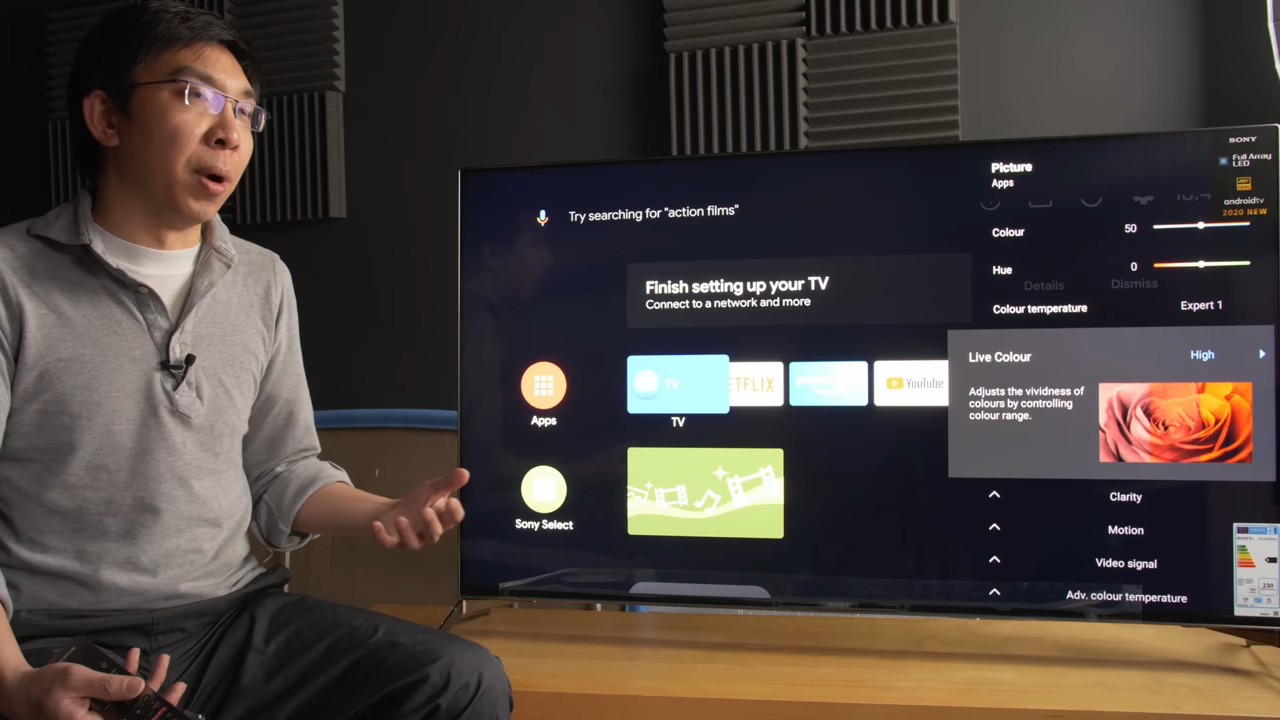 SONY
Full Array
LED
androidtv
2020 NEW
Picture
Apps
Try searching for "action films"
Colour 50
Hue 0
Finish setting up your TV
Connect to a network and more
Details Dismiss
Colour temperature Expert 1
Live Colour High
Adjusts the vividness of
colours by controlling
colour range.
TV
ETFLIX
YouTube
Apps
TV
Sony Select
Clarity
Motion
Video signal
Adv. colour temperature